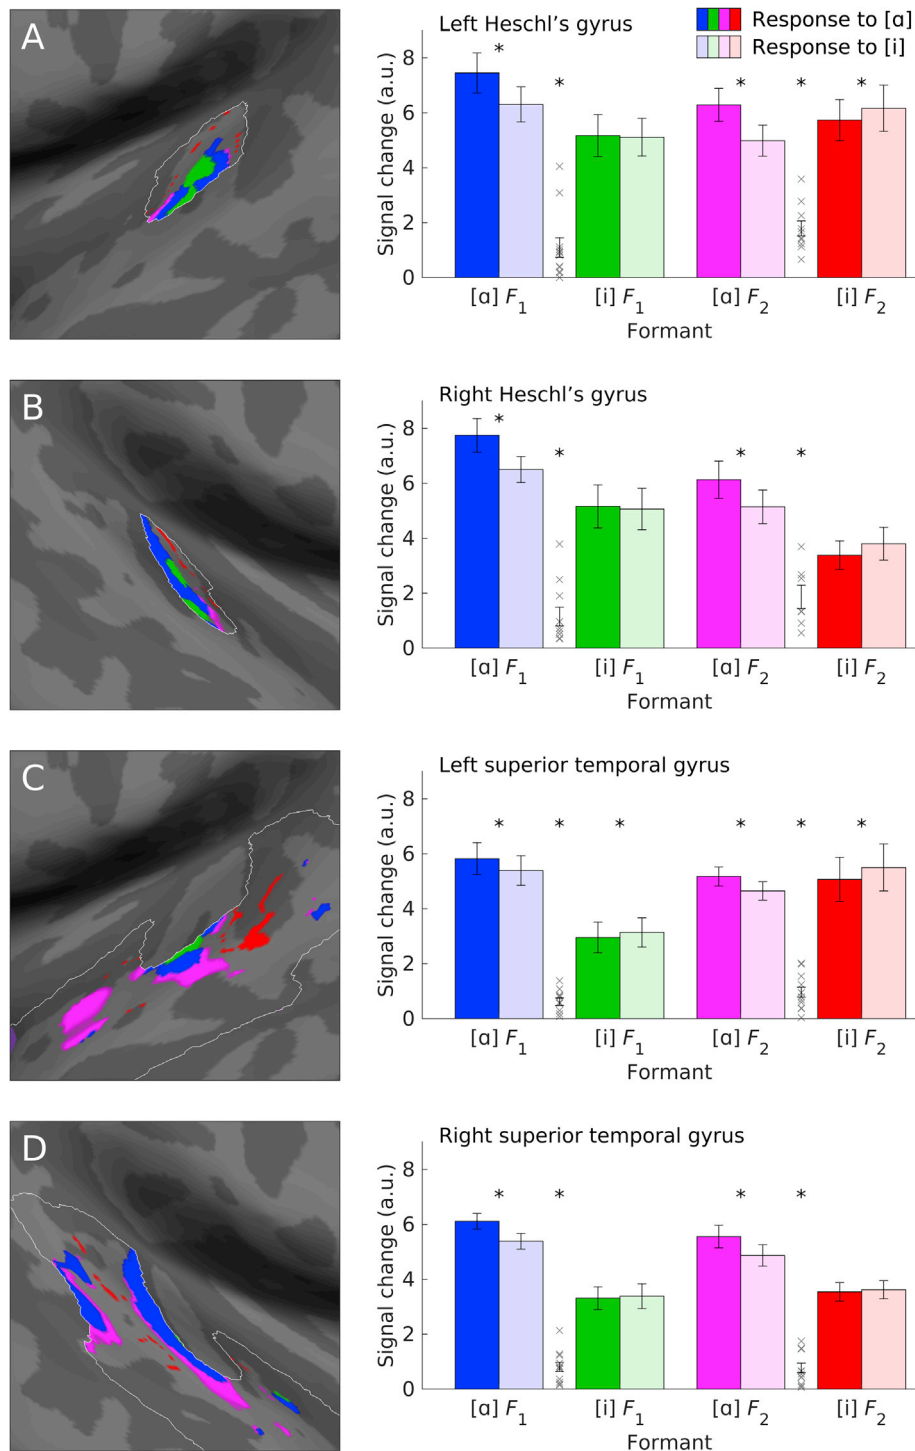 A
Left Heschl’s gyrus
Response to [ɑ]
Response to [i]
* * * * *
Signal change (a.u.)
8
6
4
2
0
[ɑ] F1 [i] F1 [ɑ] F2 [i] F2
Formant
B
Right Heschl’s gyrus
* * * *
Signal change (a.u.)
8
6
4
2
0
[ɑ] F1 [i] F1 [ɑ] F2 [i] F2
Formant
C
Left superior temporal gyrus
* * * * * *
Signal change (a.u.)
8
6
4
2
0
[ɑ] F1 [i] F1 [ɑ] F2 [i] F2
Formant
D
Right superior temporal gyrus
* * * *
Signal change (a.u.)
8
6
4
2
0
[ɑ] F1 [i] F1 [ɑ] F2 [i] F2
Formant